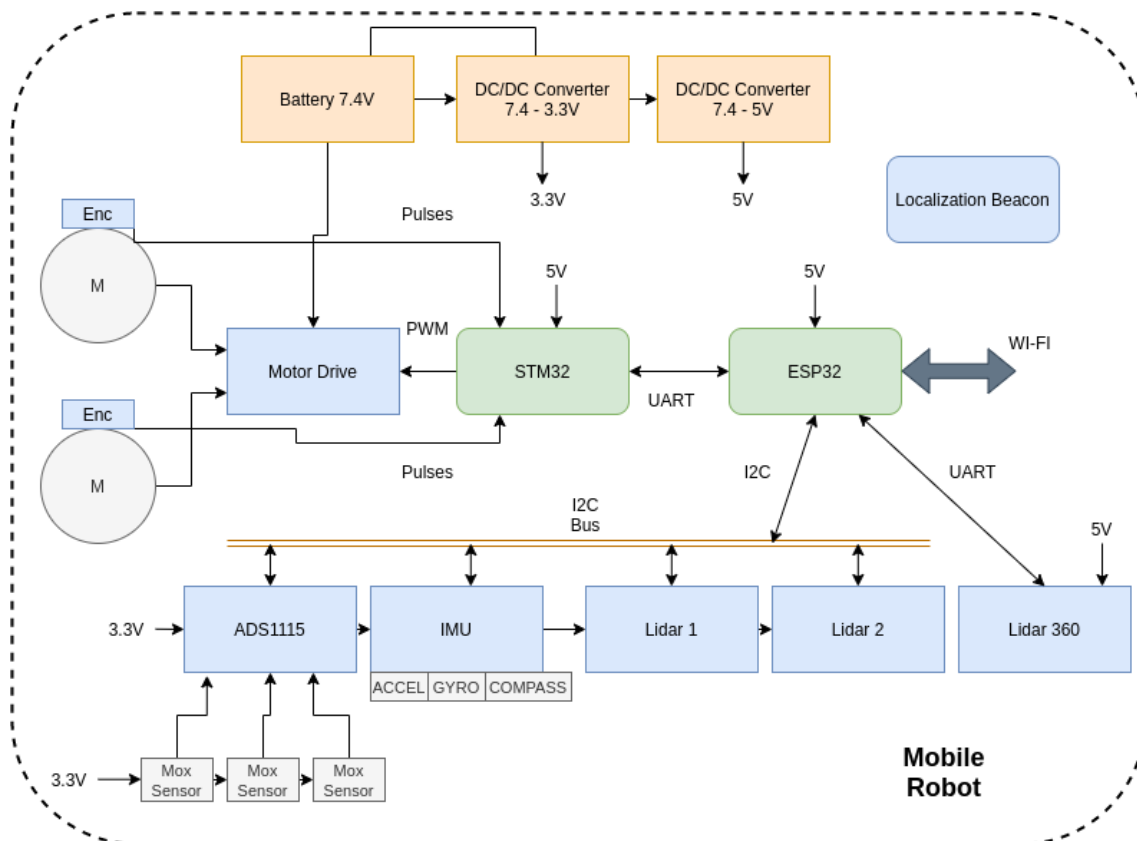 Battery 7.4V
DC/DC Converter
7.4 - 3.3V
DC/DC Converter
7.4 - 5V
3.3V
5V
Localization Beacon
Enc
Pulses
M
5V
5V
PWM
Motor Drive
STM32
UART
ESP32
WI-FI
Enc
M
Pulses
I2C
UART
I2C
Bus
5V
3.3V
ADS1115
IMU
Lidar 1
Lidar 2
Lidar 360
ACCEL
GYRO
COMPASS
3.3V
Mox
Sensor
Mox
Sensor
Mox
Sensor
Mobile
Robot